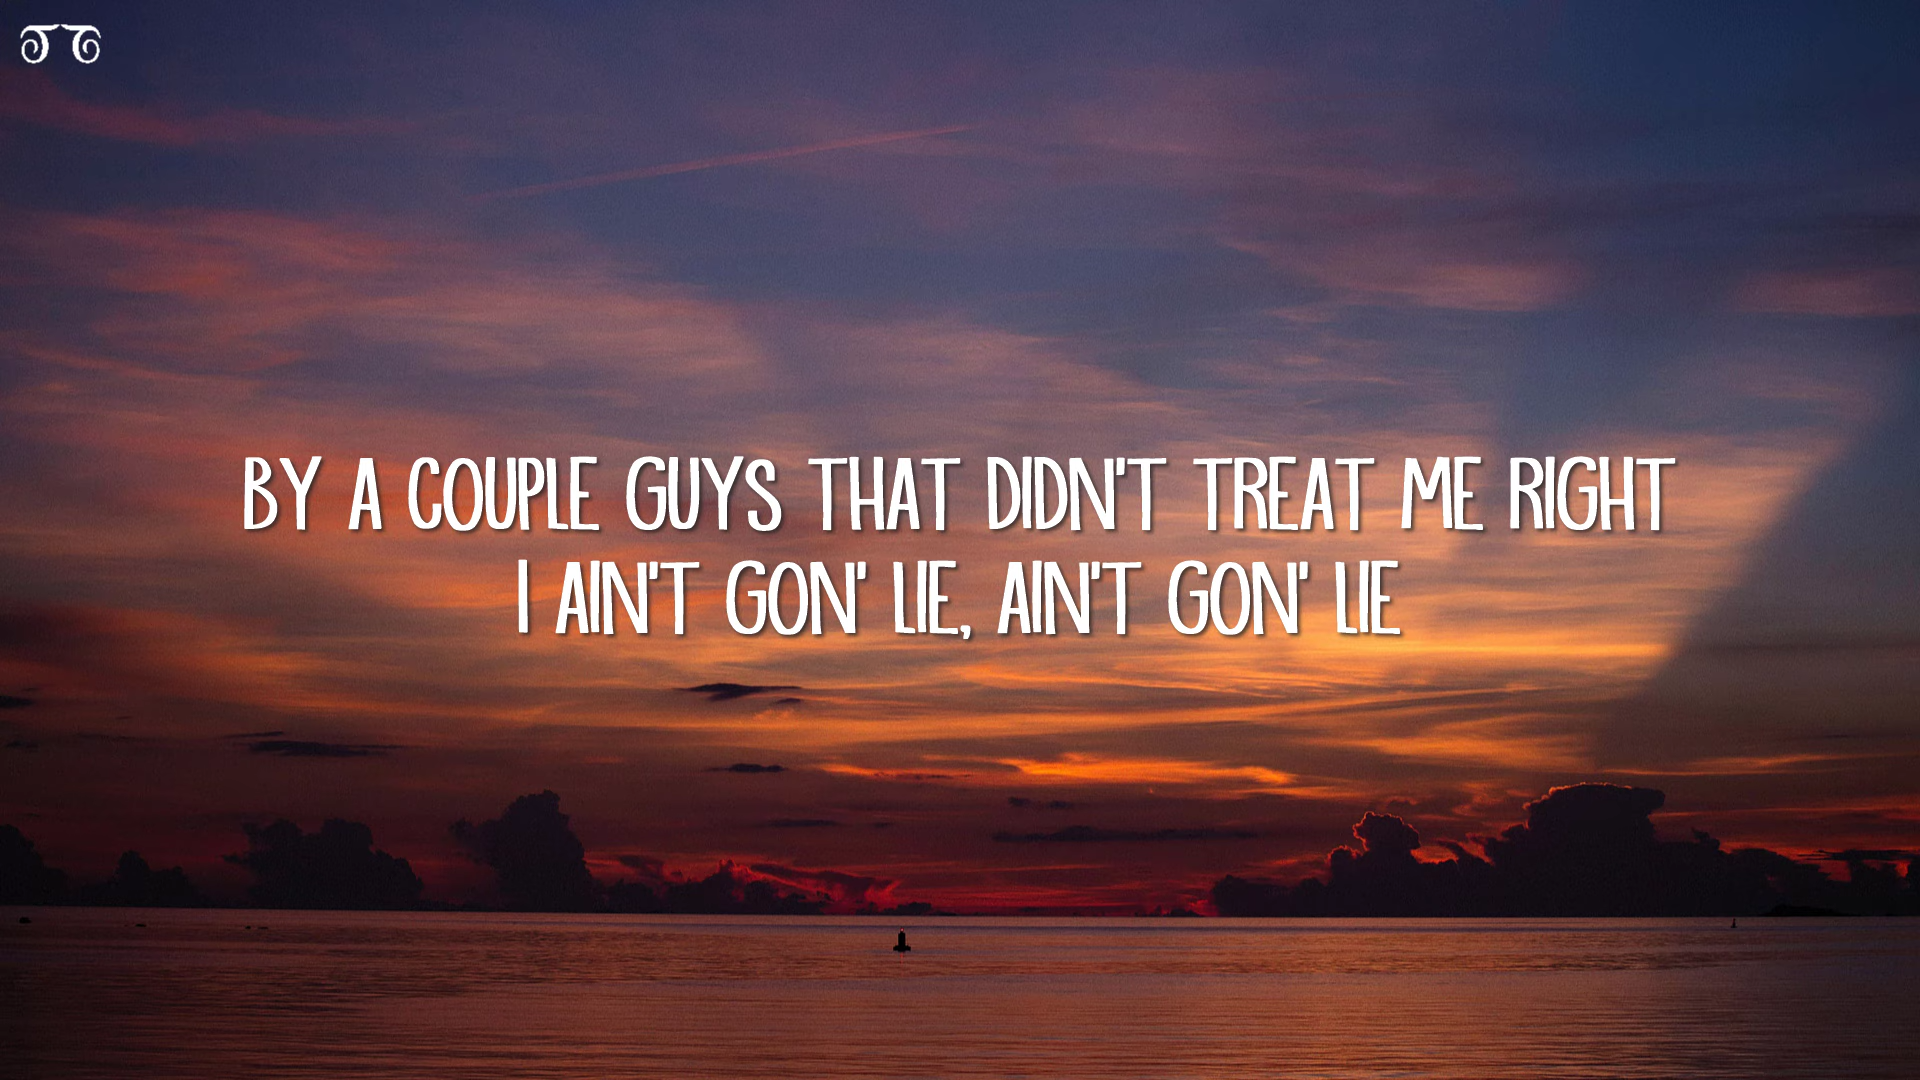 BY A COUPLE GUYS THAT DIDN'T TREAT ME RIGHT
I AIN'T GON' LIE, AIN'T GON' LIE